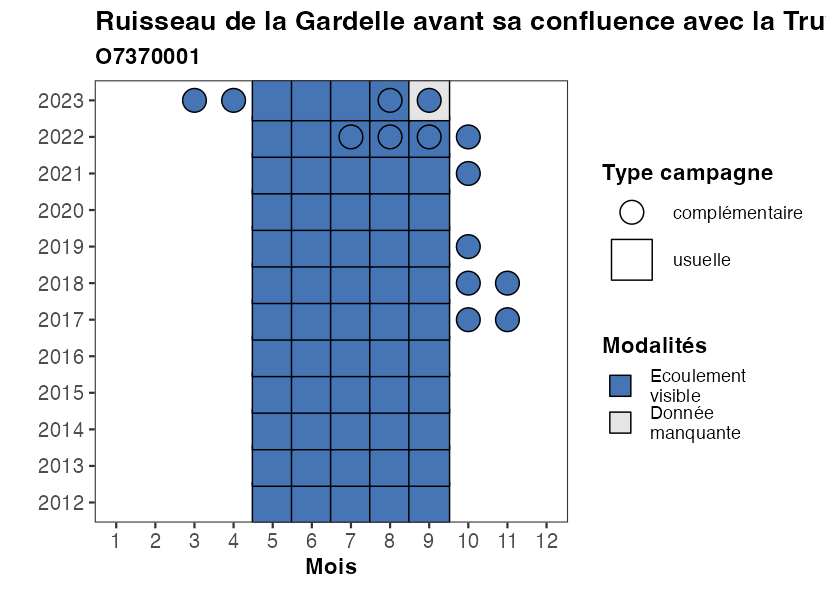 Ruisseau de la Gardelle avant sa confluence avec la Tru
O7370001
2023
2022
2021
2020
2019
2018
2017
2016
2015
2014
2013
2012
1 2 3 4 5 6 7 8 9 10 11 12
Mois
Type campagne
complémentaire
usuelle
Modalités
Ecoulement
visible
Donnée
manquante